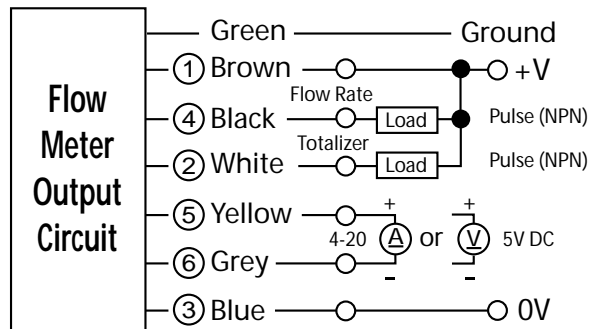 Flow
Meter
Output
Circuit
Green Ground
1 Brown +V
Flow Rate
4 Black Load Pulse (NPN)
Totalizer
2 White Load Pulse (NPN)
5 Yellow + +
4-20 A or V 5V DC
6 Grey - -
3 Blue 0V